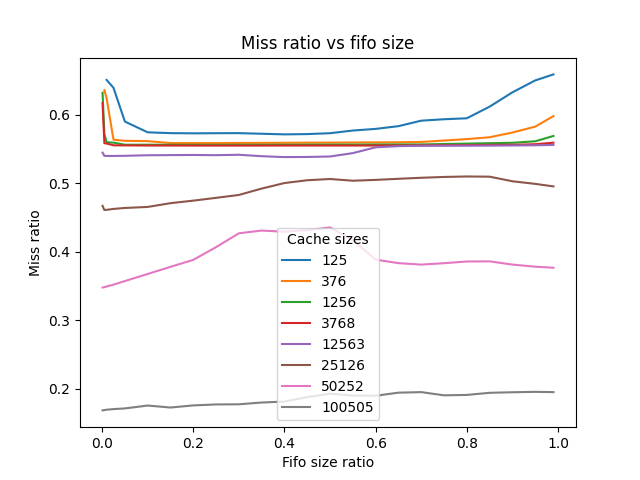 Miss ratio vs fifo size
Miss ratio
0.6
0.5
0.4
0.3
0.2
Cache sizes
125
376
1256
3768
12563
25126
50252
100505
0.0 0.2 0.4 0.6 0.8 1.0
Fifo size ratio